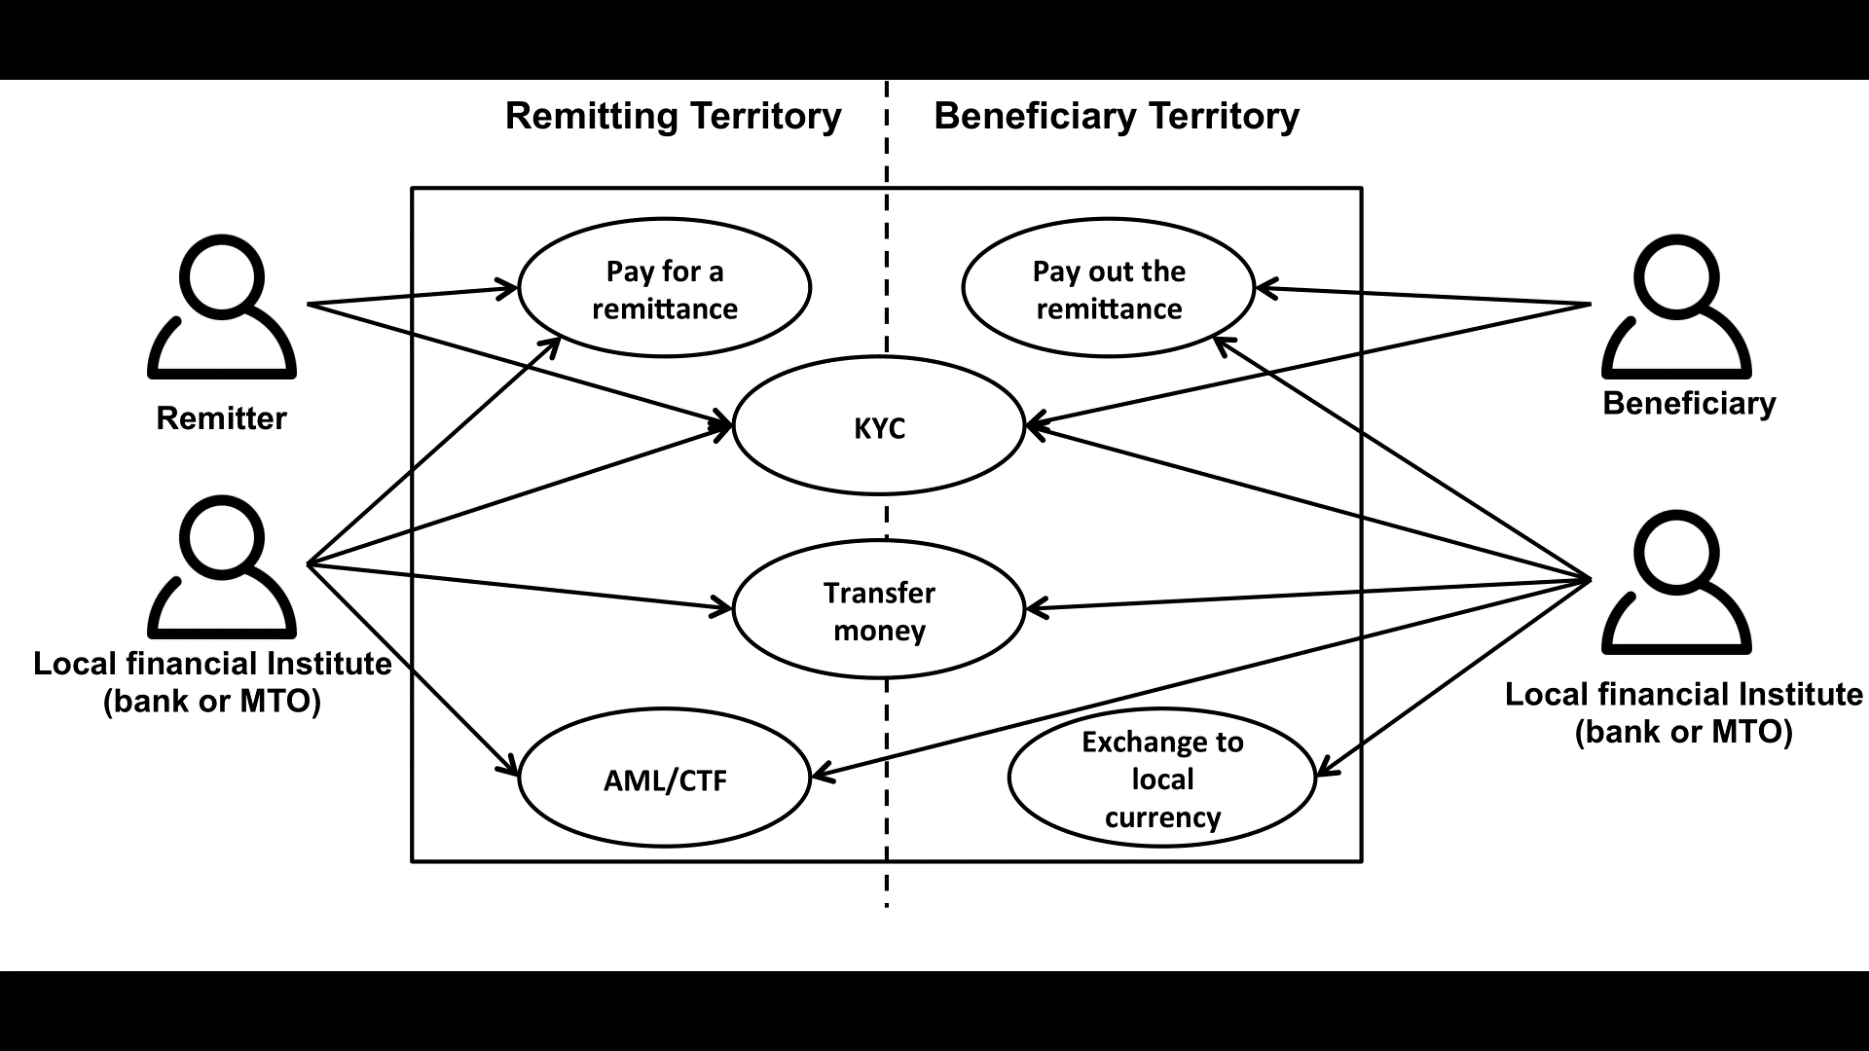 Remitting Territory
Beneficiary Territory
Pay for a
remittance
Pay out the
remittance
Remitter
KYC
Beneficiary
Transfer
money
Local financial Institute
(bank or MTO)
Local financial Institute
(bank or MTO)
AML/CTF
Exchange to
local
currency